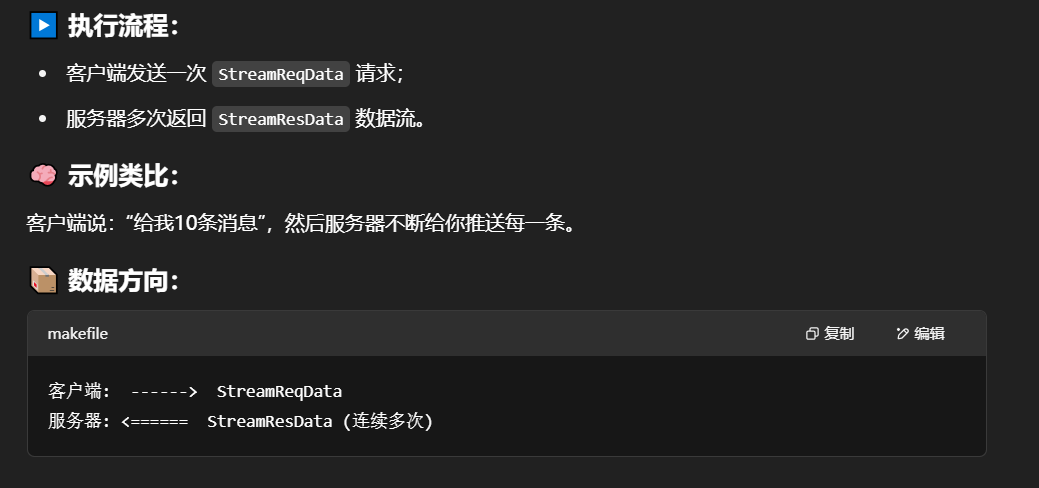 ▶️ 执行流程：
• 客户端发送一次 StreamReqData 请求；
• 服务器多次返回 StreamResData 数据流。
🧠 示例类比：
客户端说：“给我10条消息”，然后服务器不断给你推送每一条。
📦 数据方向：
makefile 复制 编辑
客户端： ------> StreamReqData
服务器：<====== StreamResData (连续多次)